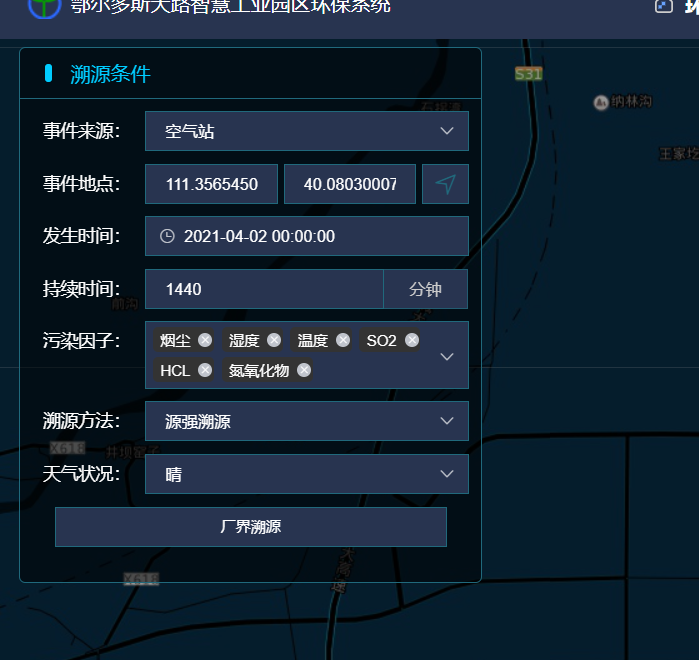 鄂尔多斯大路智慧工业园区环保系统
溯源条件
S31
纳林沟
事件来源： 空气站
王家圪
事件地点： 111.3565450 40.08030007
发生时间： 2021-04-02 00:00:00
持续时间： 1440 分钟
污染因子： 烟尘 湿度 温度 SO2
HCL 氮氧化物
溯源方法： 源强溯源
X618
天气状况： 晴
厂界溯源
X618
大高速